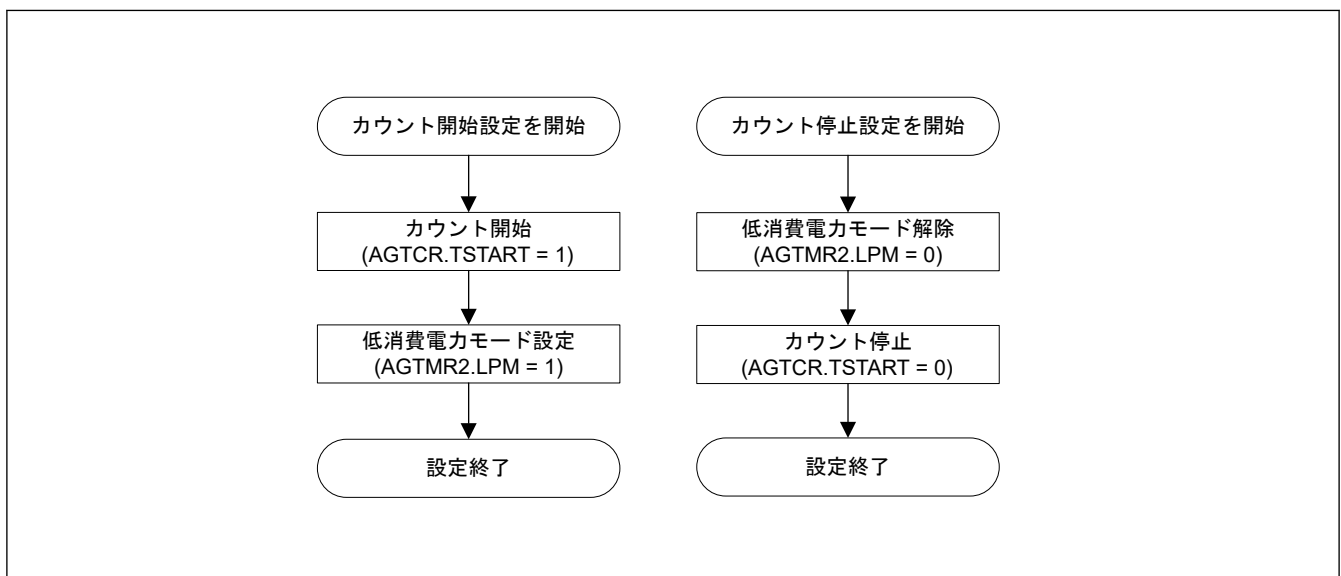 カウント開始設定を開始
カウント開始
(AGTCR.TSTART = 1)
低消費電力モード設定
(AGTMR2.LPM = 1)
設定終了
カウント停止設定を開始
低消費電力モード解除
(AGTMR2.LPM = 0)
カウント停止
(AGTCR.TSTART = 0)
設定終了